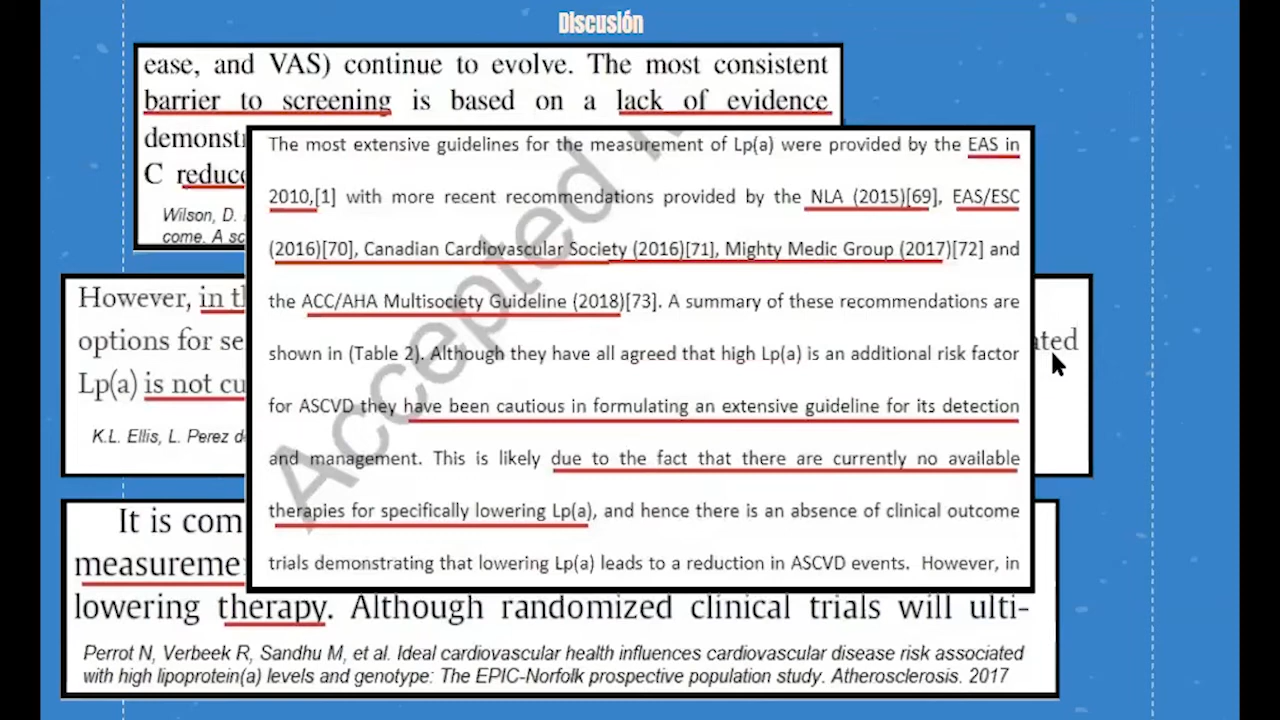 Discusión
ease, and VAS) continue to evolve. The most consistent
barrier to screening is based on a lack of evidence
demonst
C reduc
Wilson, D.
come. A sc
The most extensive guidelines for the measurement of Lp(a) were provided by the EAS in
2010,[1] with more recent recommendations provided by the NLA (2015)[69], EAS/ESC
(2016)[70], Canadian Cardiovascular Society (2016)[71], Mighty Medic Group (2017)[72] and
the ACC/AHA Multisociety Guideline (2018)[73]. A summary of these recommendations are
shown in (Table 2). Although they have all agreed that high Lp(a) is an additional risk factor
for ASCVD they have been cautious in formulating an extensive guideline for its detection
and management. This is likely due to the fact that there are currently no available
therapies for specifically lowering Lp(a), and hence there is an absence of clinical outcome
trials demonstrating that lowering Lp(a) leads to a reduction in ASCVD events. However, in
Accepted
However, in th
options for se
ated
Lp(a) is not cu
K.L. Ellis, L. Perez d
It is com
measureme
lowering therapy. Although randomized clinical trials will ulti-
Perrot N, Verbeek R, Sandhu M, et al. Ideal cardiovascular health influences cardiovascular disease risk associated
with high lipoprotein(a) levels and genotype: The EPIC-Norfolk prospective population study. Atherosclerosis. 2017